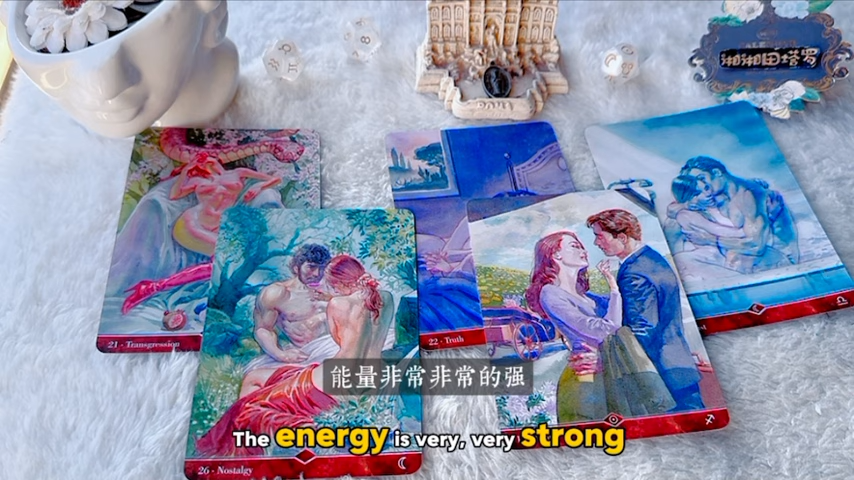 湘湘田塔罗
21 · Transgression
22 · Truth
26 · Nostalgy
能量非常非常的强
The energy is very, very strong